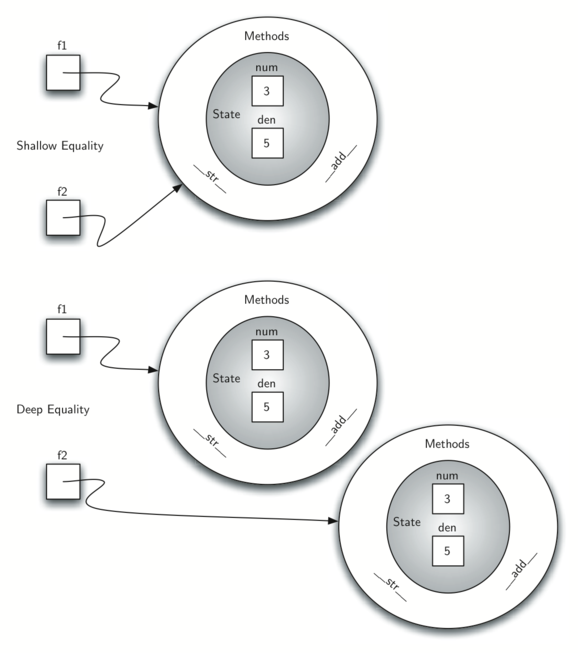 f1
Methods
num
3
State
den
5
__str__
__add__
Shallow Equality
f2
f1
Methods
num
3
State
den
5
__str__
__add__
Deep Equality
f2
Methods
num
3
State
den
5
__str__
__add__